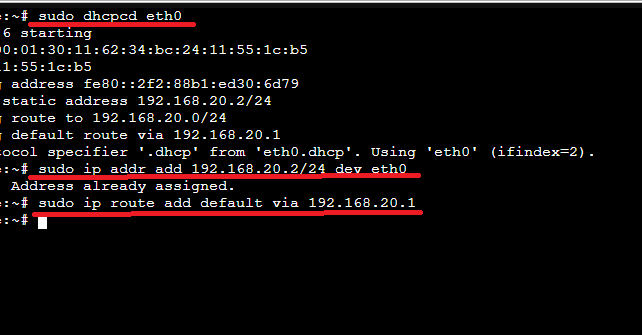 e:~# sudo dhcpcd eth0
6 starting
00:01:30:11:62:34:bc:24:11:55:1c:b5
11:55:1c:b5
g address fe80::2f2:88b1:ed30:6d79
static address 192.168.20.2/24
g route to 192.168.20.0/24
g default route via 192.168.20.1
tocol specifier '.dhcp' from 'eth0.dhcp'. Using 'eth0' (ifindex=2).
e:~# sudo ip addr add 192.168.20.2/24 dev eth0
Address already assigned.
e:~# sudo ip route add default via 192.168.20.1
e:~#